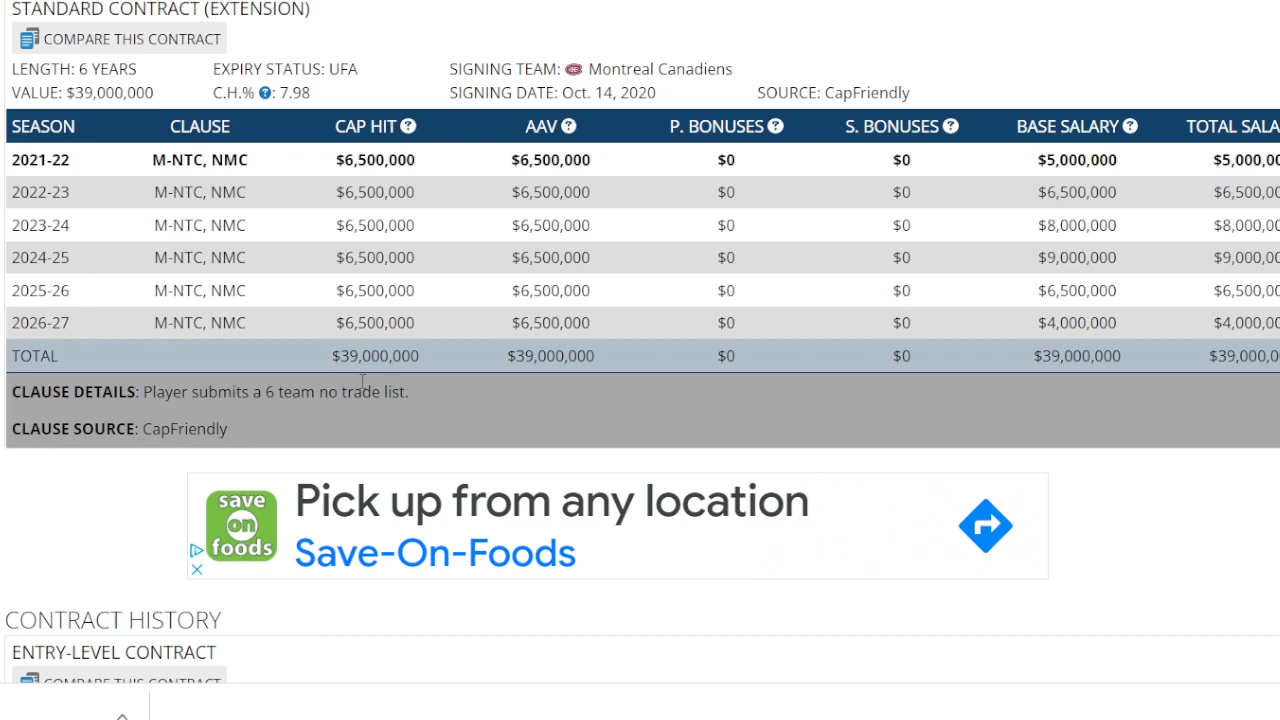 STANDARD CONTRACT (EXTENSION)
COMPARE THIS CONTRACT
LENGTH: 6 YEARS EXPIRY STATUS: UFA SIGNING TEAM: Montreal Canadiens
VALUE: $39,000,000 C.H.% ?: 7.98 SIGNING DATE: Oct. 14, 2020 SOURCE: CapFriendly
SEASON CLAUSE CAP HIT ? AAV ? P. BONUSES ? S. BONUSES ? BASE SALARY ? TOTAL SALA
2021-22 M-NTC, NMC $6,500,000 $6,500,000 $0 $0 $5,000,000 $5,000,00
2022-23 M-NTC, NMC $6,500,000 $6,500,000 $0 $0 $6,500,000 $6,500,00
2023-24 M-NTC, NMC $6,500,000 $6,500,000 $0 $0 $8,000,000 $8,000,00
2024-25 M-NTC, NMC $6,500,000 $6,500,000 $0 $0 $9,000,000 $9,000,00
2025-26 M-NTC, NMC $6,500,000 $6,500,000 $0 $0 $6,500,000 $6,500,00
2026-27 M-NTC, NMC $6,500,000 $6,500,000 $0 $0 $4,000,000 $4,000,00
TOTAL $39,000,000 $39,000,000 $0 $0 $39,000,000 $39,000,0
CLAUSE DETAILS: Player submits a 6 team no trade list.
CLAUSE SOURCE: CapFriendly
save
on
foods
Pick up from any location
Save-On-Foods
CONTRACT HISTORY
ENTRY-LEVEL CONTRACT
COMPARE THIS CONTRACT